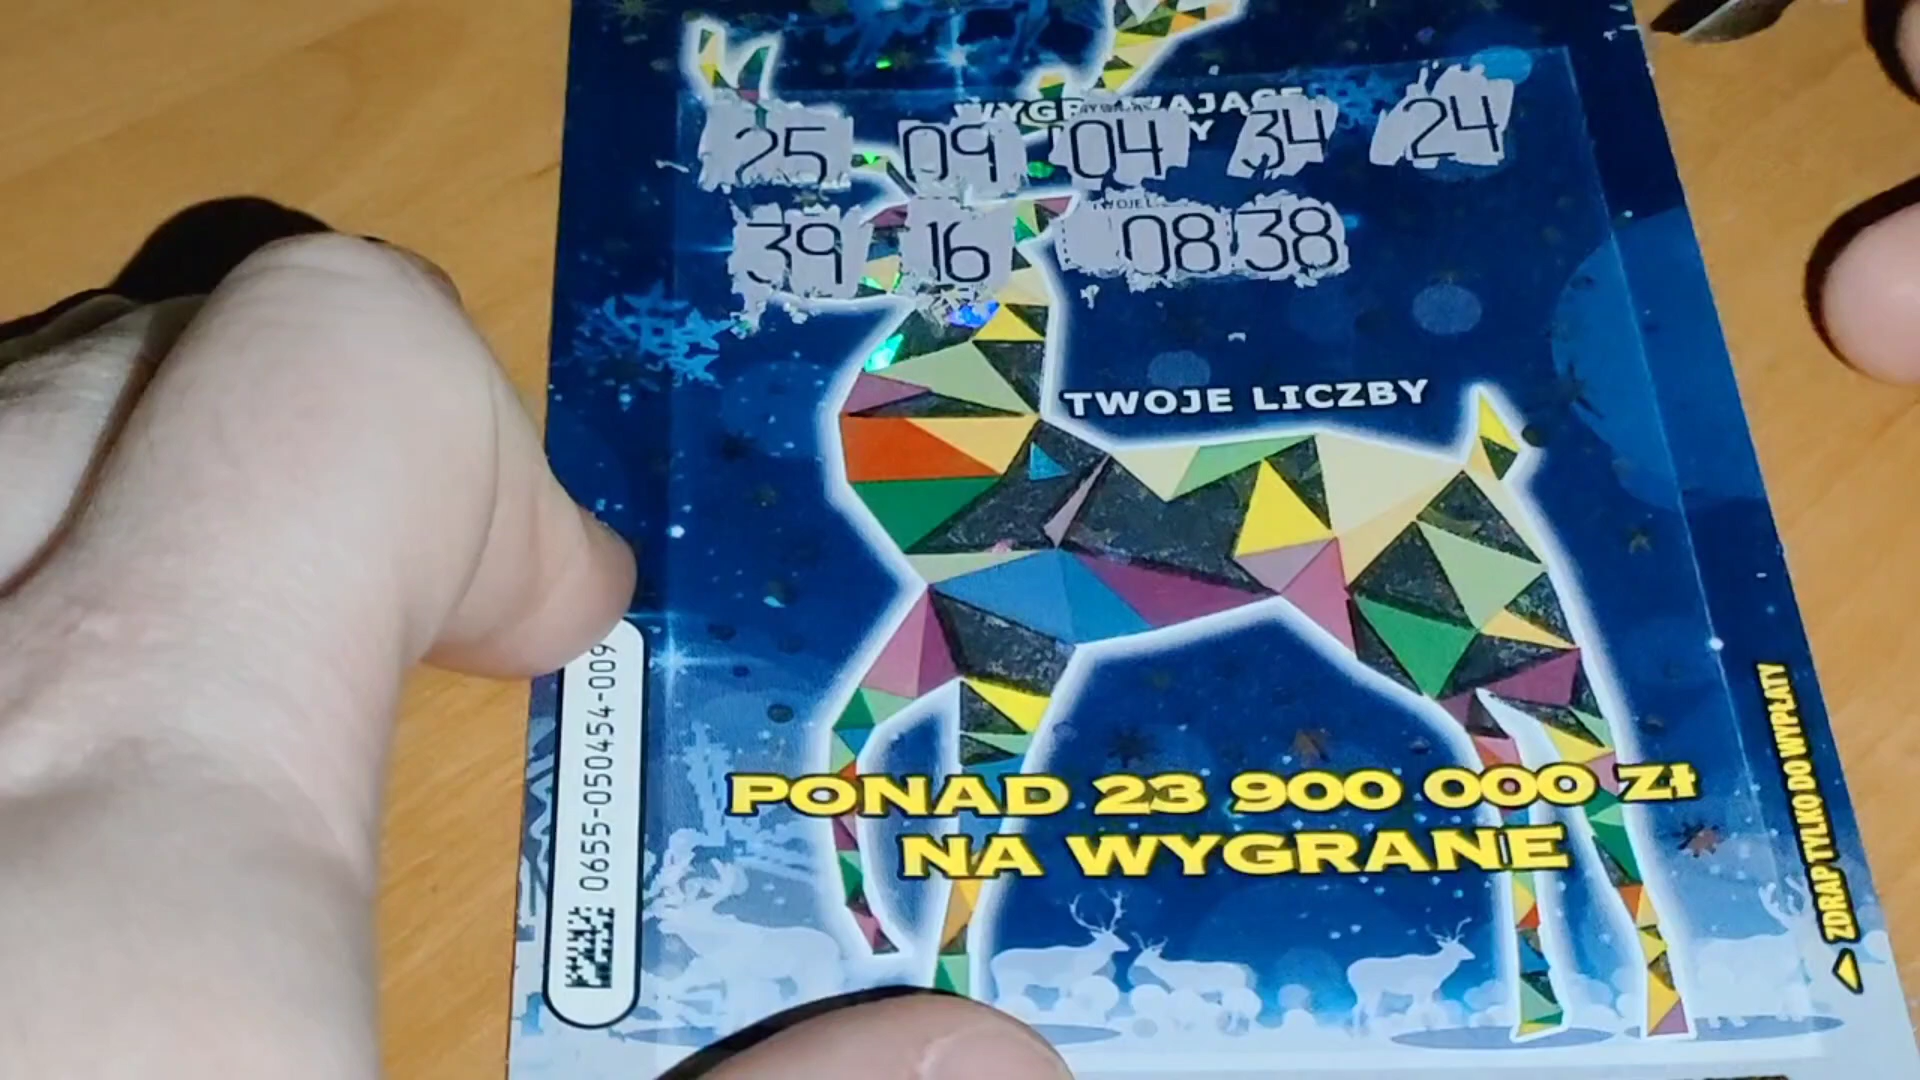 25 09 04 34 24
39 16 08 38
TWOJE LICZBY
PONAD 23 900 000 Zł
NA WYGRANE
0655-050454-009
ZDRAP TYLKO DO WYPŁATY